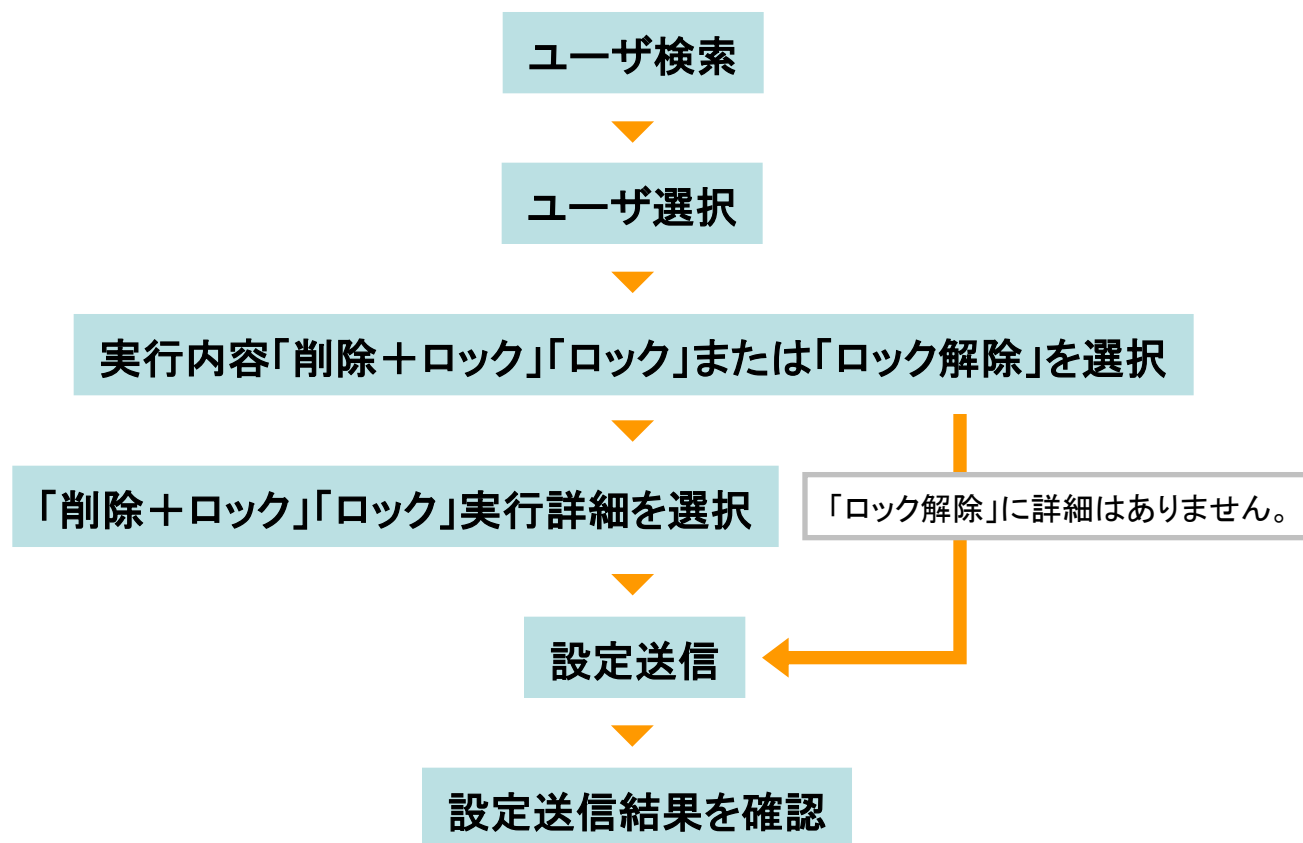 ユーザ検索
ユーザ選択
実行内容「削除+ロック」「ロック」または「ロック解除」を選択
「削除+ロック」「ロック」実行詳細を選択
「ロック解除」に詳細はありません。
設定送信
設定送信結果を確認